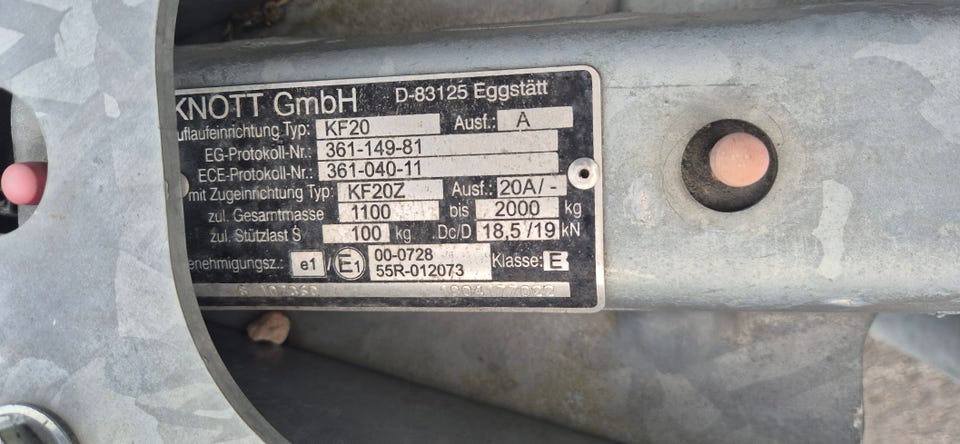 KNOTT GmbH D-83125 Eggstätt
uflaufeinrichtung Typ: KF20 Ausf.: A
EG-Protokoll-Nr.: 361-149-81
ECE-Protokoll-Nr.: 361-040-11
mit Zugeinrichtung Typ: KF20Z Ausf.: 20A/-
zul. Gesamtmasse 1100 bis 2000 kg
zul. Stützlast S 100 kg Dc/D 18,5/19 kN
enehmigungsz.: e1 / E1 00-0728 Klasse: E
55R-012073